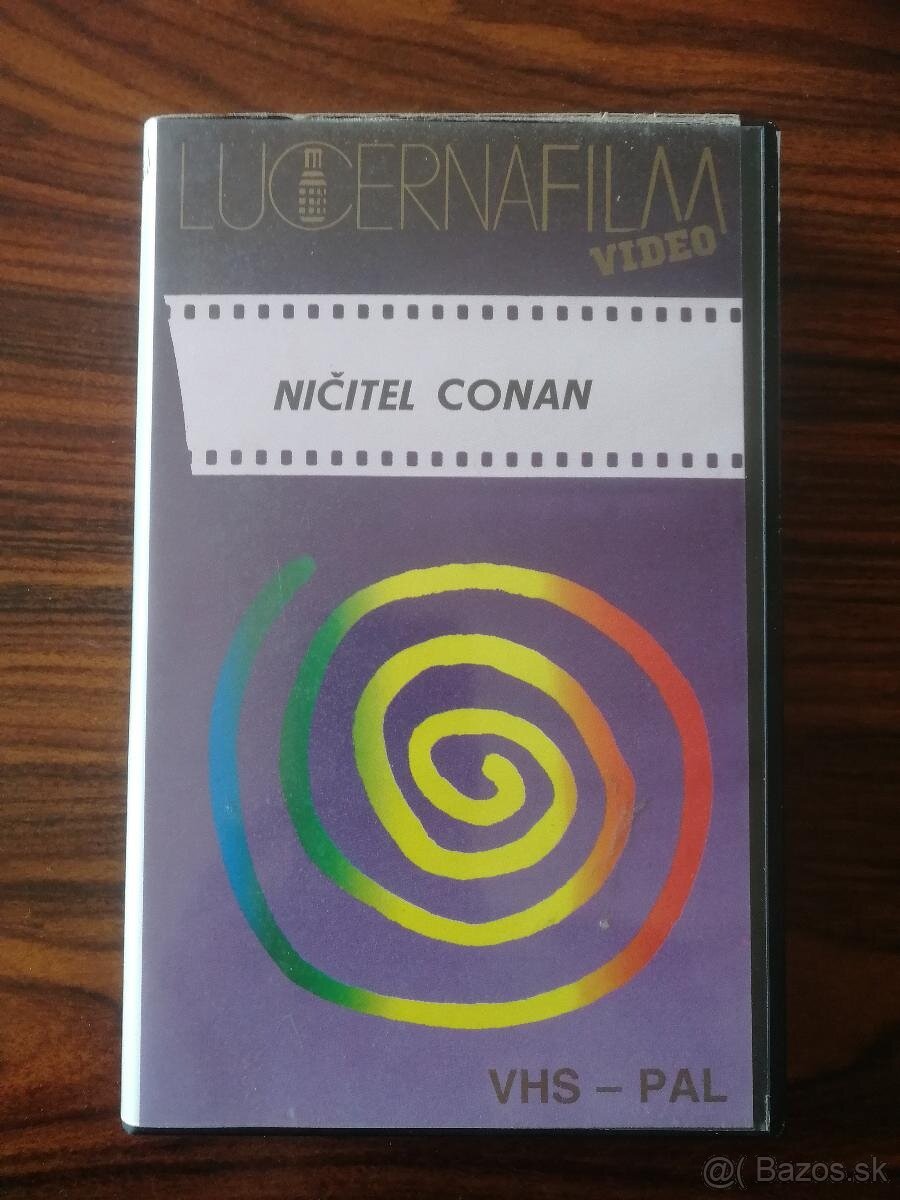 LUCERNAFILM
VIDEO
NIČITEL CONAN
VHS – PAL
@( Bazos.sk